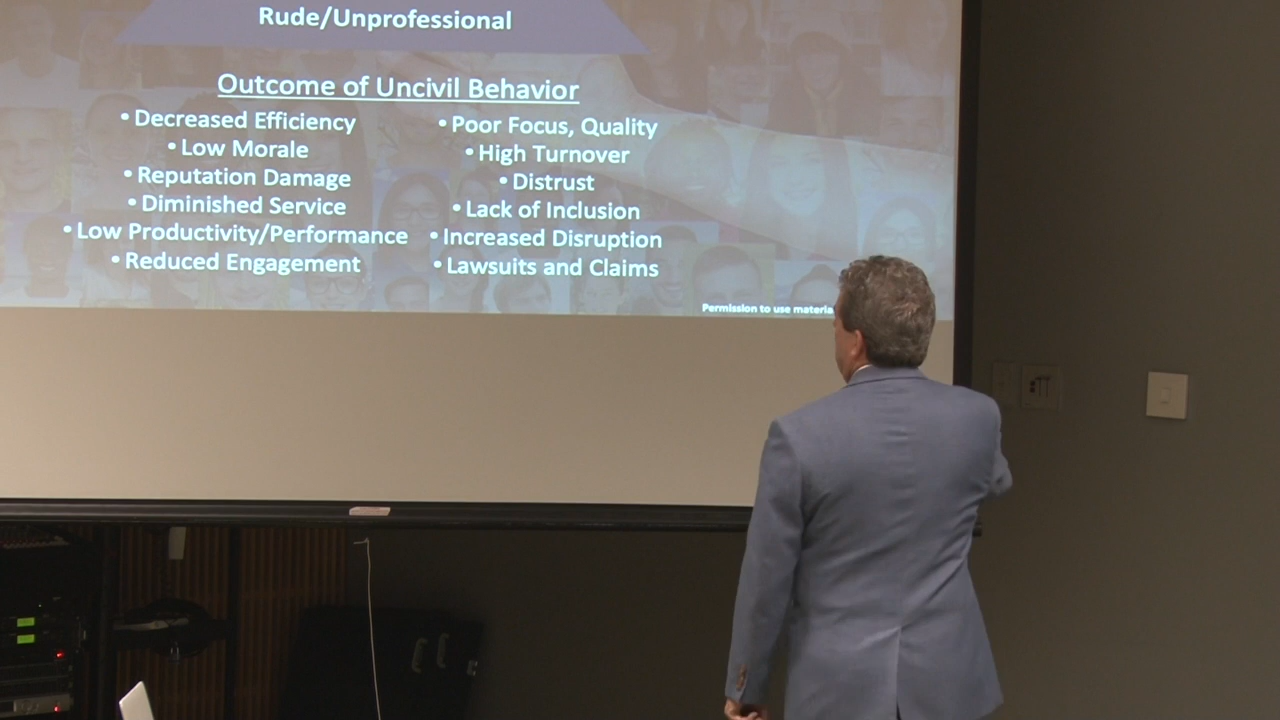 Rude/Unprofessional
Outcome of Uncivil Behavior
• Decreased Efficiency
• Low Morale
• Reputation Damage
• Diminished Service
• Low Productivity/Performance
• Reduced Engagement
• Poor Focus, Quality
• High Turnover
• Distrust
• Lack of Inclusion
• Increased Disruption
• Lawsuits and Claims
Permission to use